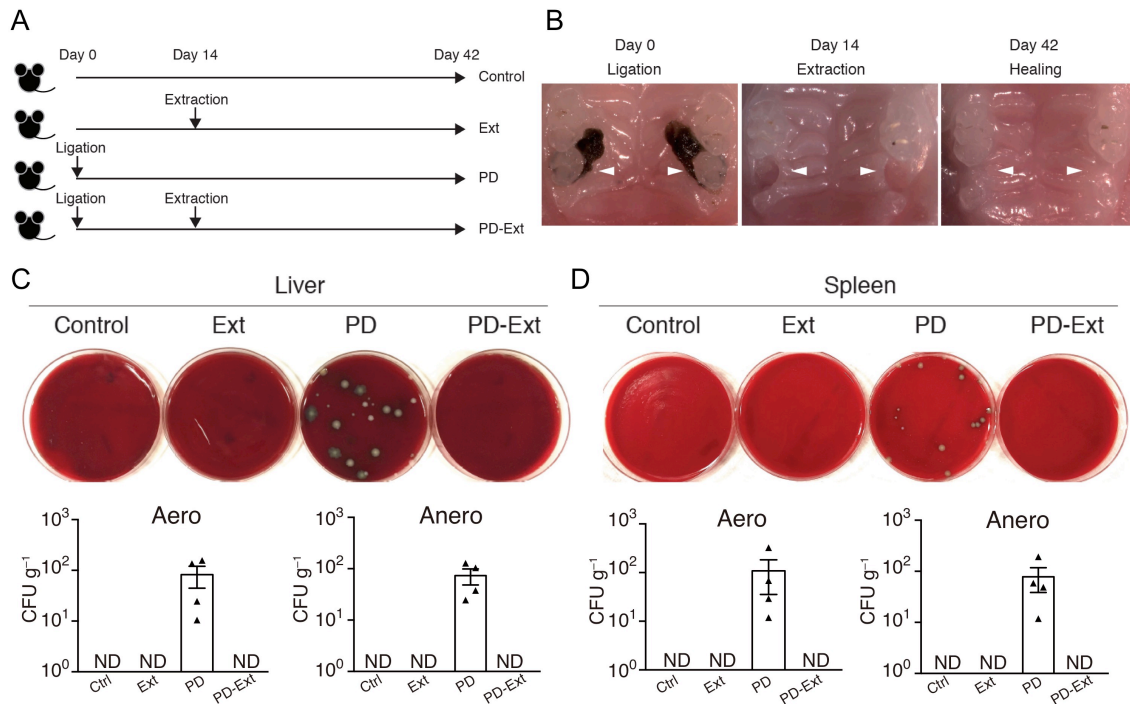 A
Day 0
Day 14
Day 42
Control
Extraction
Ext
Ligation
PD
Ligation
Extraction
PD-Ext
B
Day 0
Day 14
Day 42
Ligation
Extraction
Healing
C
Liver
Control Ext PD PD-Ext
Aero
CFU g⁻¹
10³
10²
10¹
10⁰
ND ND ND
Ctrl Ext PD PD-Ext
Anero
10³
10²
10¹
10⁰
ND ND ND
Ctrl Ext PD PD-Ext
D
Spleen
Control Ext PD PD-Ext
Aero
CFU g⁻¹
10³
10²
10¹
10⁰
ND ND ND
Ctrl Ext PD PD-Ext
Anero
CFU g⁻¹
10³
10²
10¹
10⁰
ND ND ND
Ctrl Ext PD PD-Ext